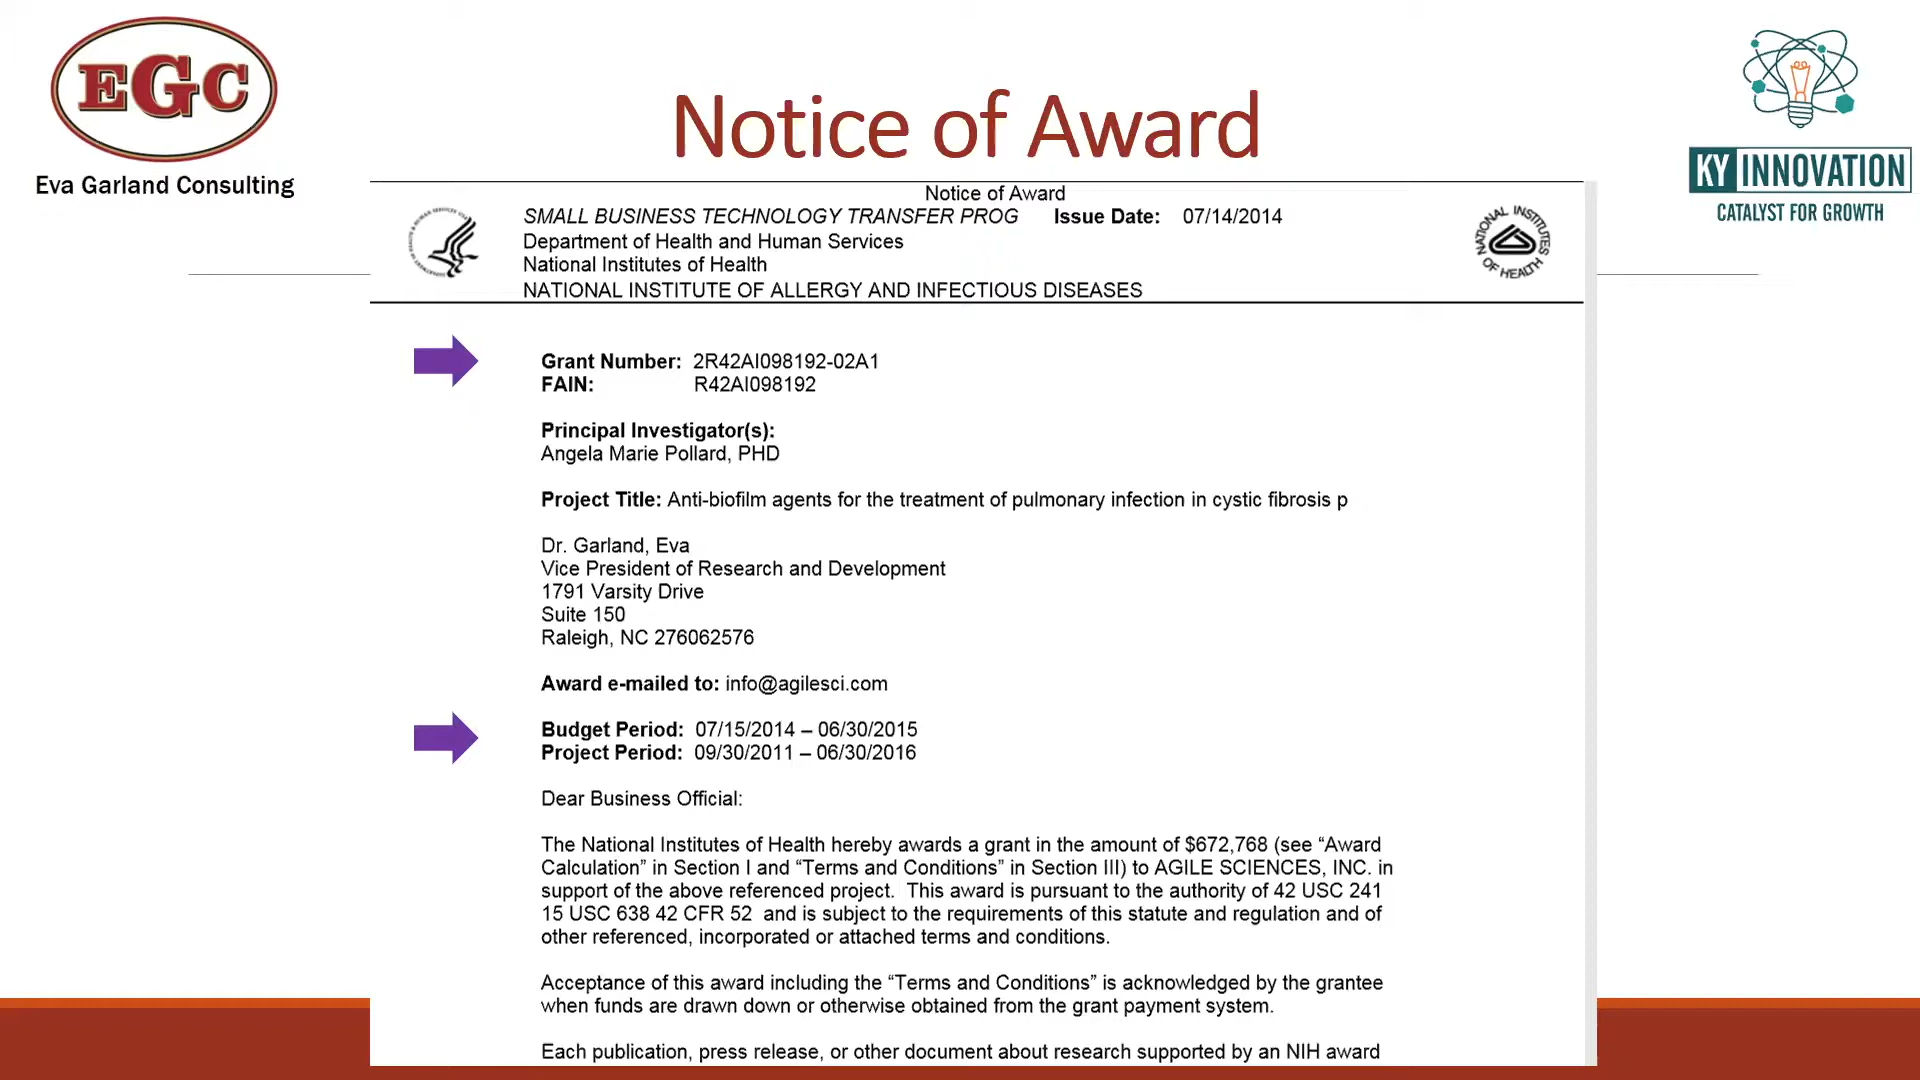 EGC
Eva Garland Consulting
Notice of Award
KY INNOVATION
CATALYST FOR GROWTH
Notice of Award
SMALL BUSINESS TECHNOLOGY TRANSFER PROG Issue Date: 07/14/2014
Department of Health and Human Services
National Institutes of Health
NATIONAL INSTITUTE OF ALLERGY AND INFECTIOUS DISEASES
NATIONAL INSTITUTES OF HEALTH
Grant Number: 2R42AI098192-02A1
FAIN: R42AI098192
Principal Investigator(s):
Angela Marie Pollard, PHD
Project Title: Anti-biofilm agents for the treatment of pulmonary infection in cystic fibrosis p
Dr. Garland, Eva
Vice President of Research and Development
1791 Varsity Drive
Suite 150
Raleigh, NC 276062576
Award e-mailed to: info@agilesci.com
Budget Period: 07/15/2014 – 06/30/2015
Project Period: 09/30/2011 – 06/30/2016
Dear Business Official:
The National Institutes of Health hereby awards a grant in the amount of $672,768 (see “Award
Calculation” in Section I and “Terms and Conditions” in Section III) to AGILE SCIENCES, INC. in
support of the above referenced project. This award is pursuant to the authority of 42 USC 241
15 USC 638 42 CFR 52 and is subject to the requirements of this statute and regulation and of
other referenced, incorporated or attached terms and conditions.
Acceptance of this award including the “Terms and Conditions” is acknowledged by the grantee
when funds are drawn down or otherwise obtained from the grant payment system.
Each publication, press release, or other document about research supported by an NIH award